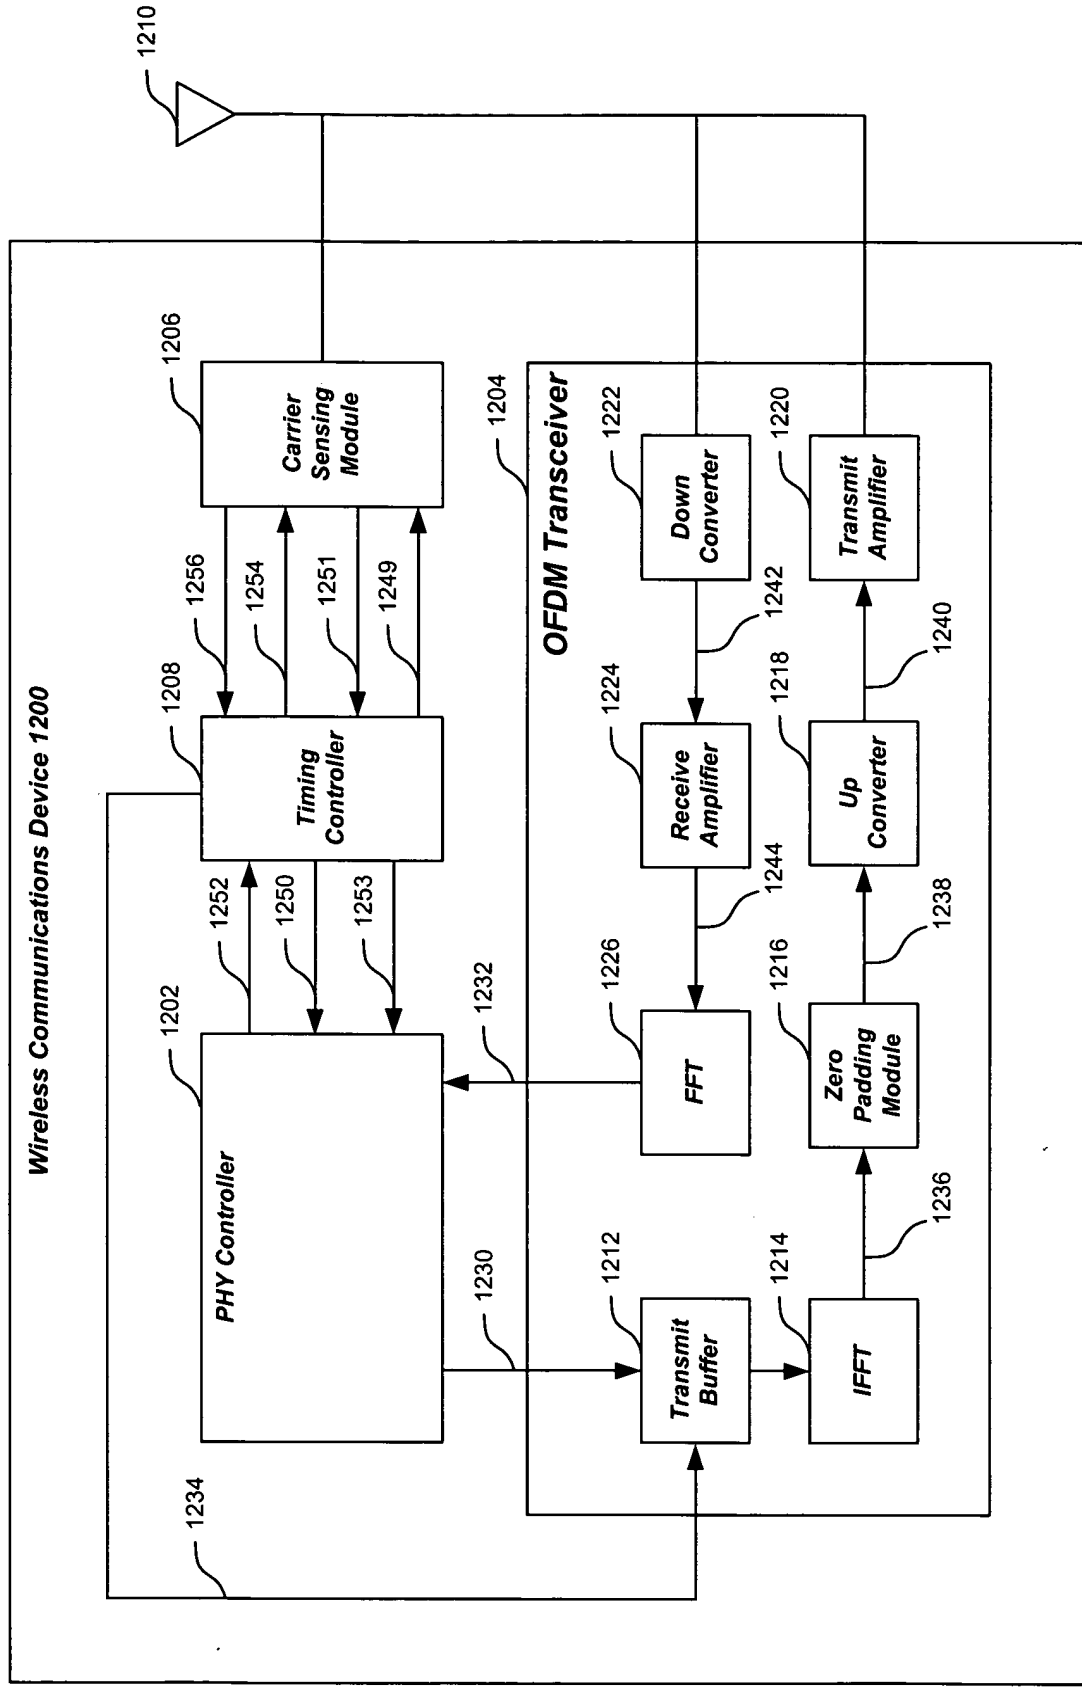 Wireless Communications Device 1200
1234
1202
PHY Controller
1252
1250
1253
1208
Timing
Controller
1256
1254
1251
1249
1206
Carrier
Sensing
Module
1210
1230
1232
1204
OFDM Transceiver
1212
Transmit
Buffer
1226
FFT
1244
1224
Receive
Amplifier
1242
1222
Down
Converter
1214
IFFT
1236
1216
Zero
Padding
Module
1238
1218
Up
Converter
1240
1220
Transmit
Amplifier